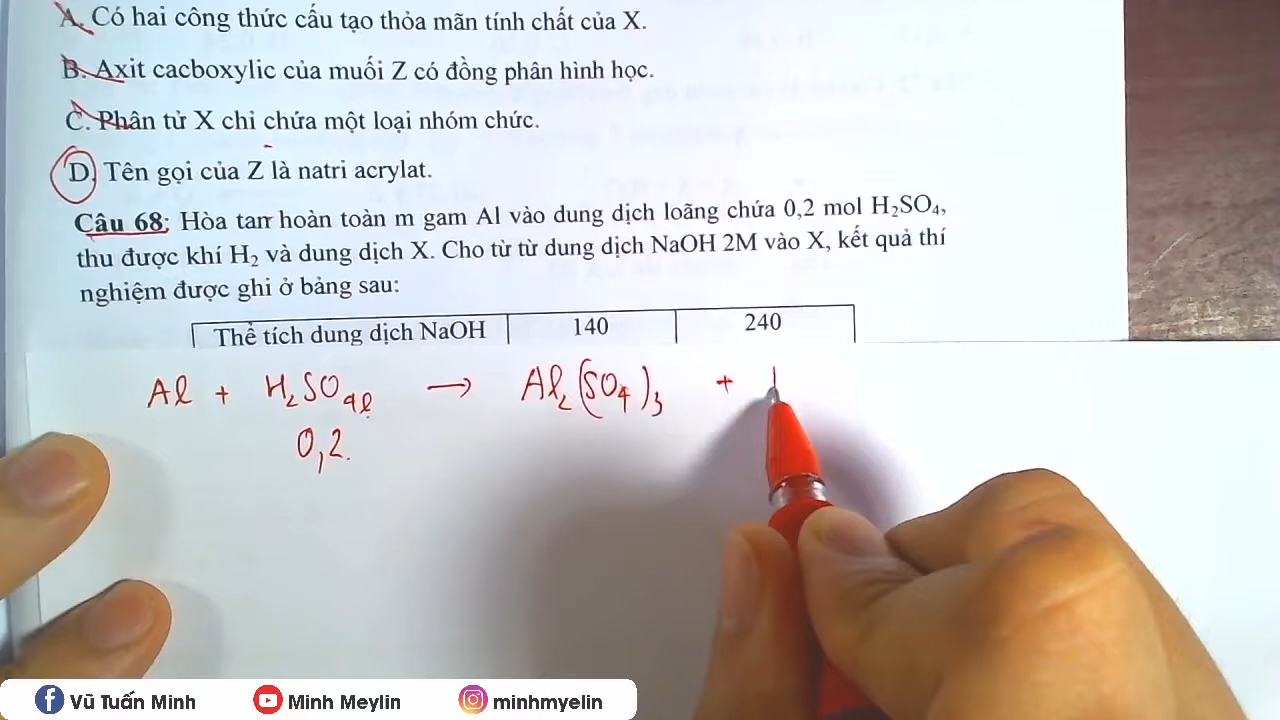 A. Có hai công thức cấu tạo thỏa mãn tính chất của X.
B. Axit cacboxylic của muối Z có đồng phân hình học.
C. Phân tử X chỉ chứa một loại nhóm chức.
D. Tên gọi của Z là natri acrylat.
Câu 68: Hòa tan hoàn toàn m gam Al vào dung dịch loãng chứa 0,2 mol H₂SO₄,
thu được khí H₂ và dung dịch X. Cho từ từ dung dịch NaOH 2M vào X, kết quả thí
nghiệm được ghi ở bảng sau:
Thể tích dung dịch NaOH 140 240
Al + H₂SO₄ₗ → Al₂(SO₄)₃ +
0,2.
Vũ Tuấn Minh Minh Meylin minhmyelin